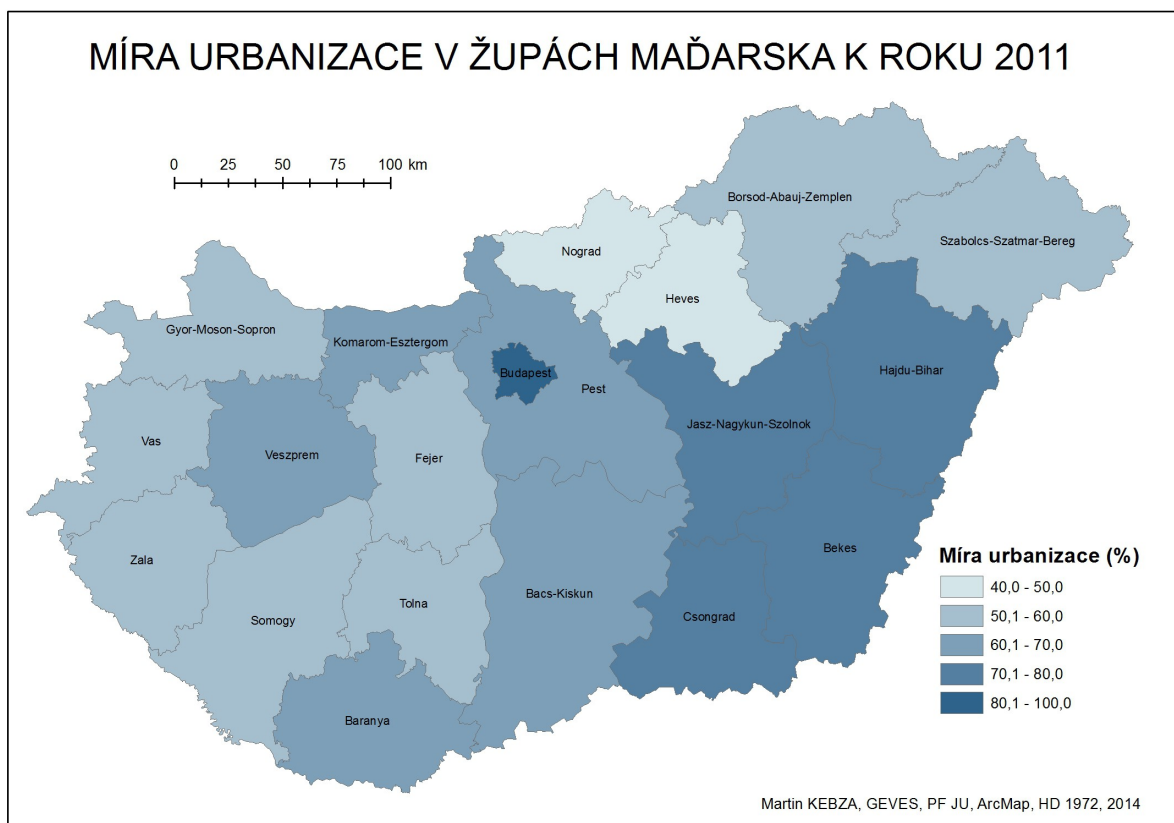 MÍRA URBANIZACE V ŽUPÁCH MAĎARSKA K ROKU 2011
0 25 50 75 100 km
Borsod-Abauj-Zemplen
Szabolcs-Szatmar-Bereg
Nograd
Heves
Gyor-Moson-Sopron
Komarom-Esztergom
Budapest
Pest
Hajdu-Bihar
Jasz-Nagykun-Szolnok
Vas
Veszprem
Fejer
Zala
Bekes
Bacs-Kiskun
Tolna
Somogy
Csongrad
Baranya
Míra urbanizace (%)
40,0 - 50,0
50,1 - 60,0
60,1 - 70,0
70,1 - 80,0
80,1 - 100,0
Martin KEBZA, GEVES, PF JU, ArcMap, HD 1972, 2014